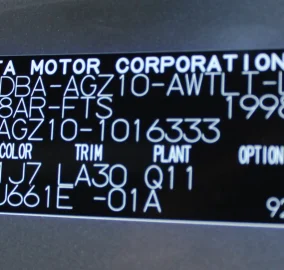 TA MOTOR CORPORATION
DBA-AGZ10-AWTLT-L
8AR-FTS 1998
AGZ10-1016333
COLOR TRIM PLANT OPTION
1J7 LA30 Q11
U661E -01A 92